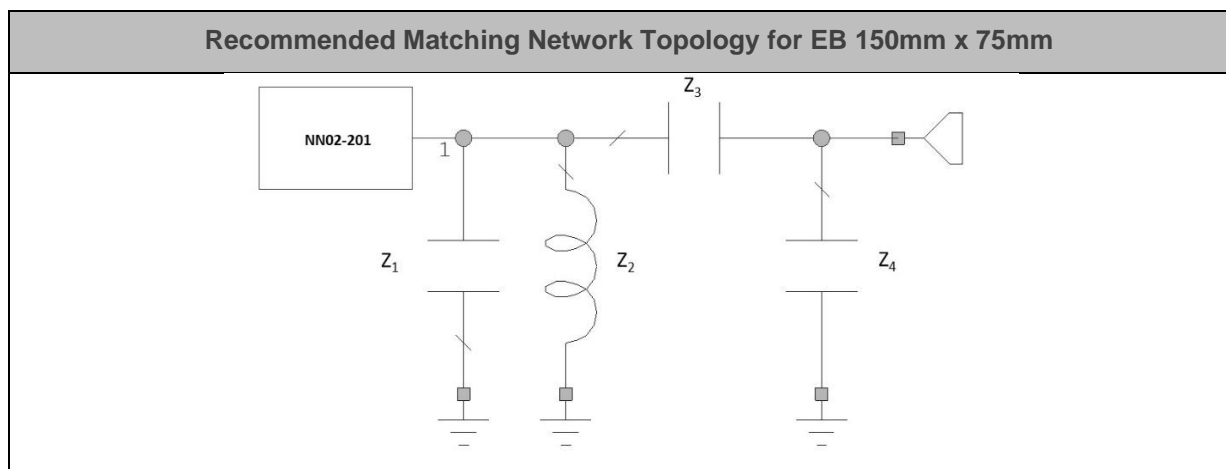 Recommended Matching Network Topology for EB 150mm x 75mm
Z3
NN02-201
1
Z1
Z2
Z4